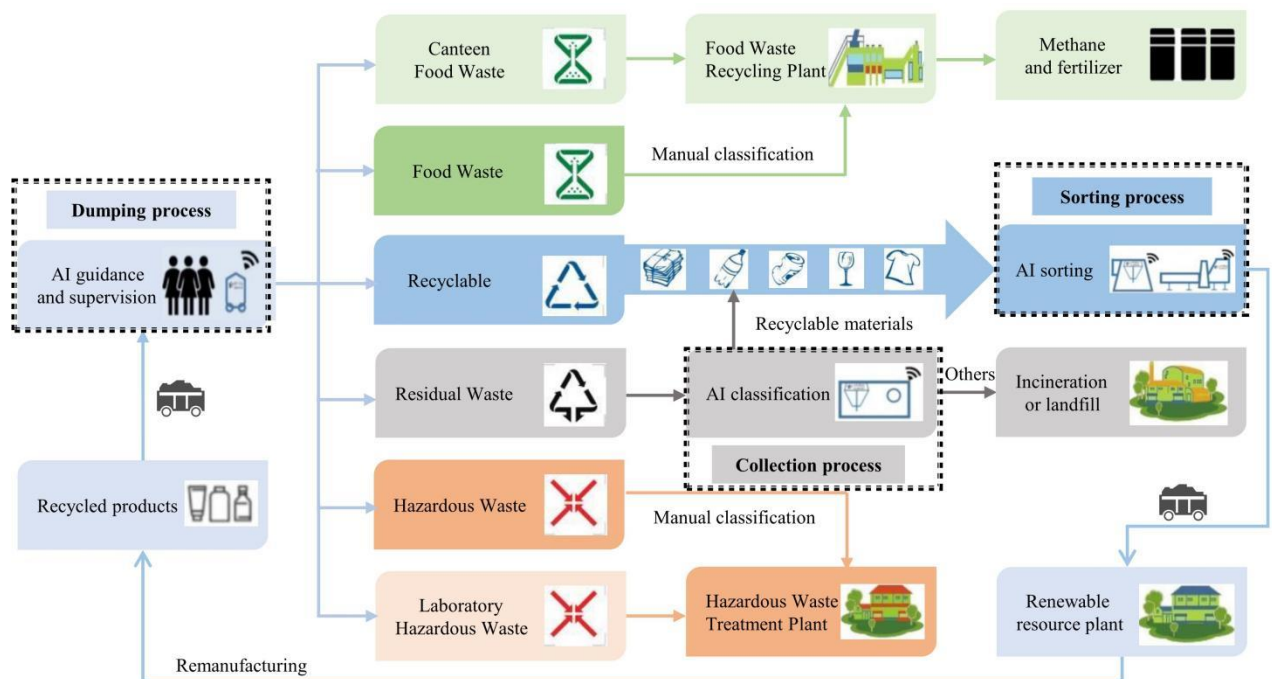 Canteen
Food Waste
Food Waste
Recycling Plant
Methane
and fertilizer
Food Waste
Manual classification
Dumping process
AI guidance
and supervision
Recyclable
Sorting process
AI sorting
Recyclable materials
Residual Waste
AI classification
Others
Incineration
or landfill
Collection process
Recycled products
Hazardous Waste
Manual classification
Laboratory
Hazardous Waste
Hazardous Waste
Treatment Plant
Renewable
resource plant
Remanufacturing